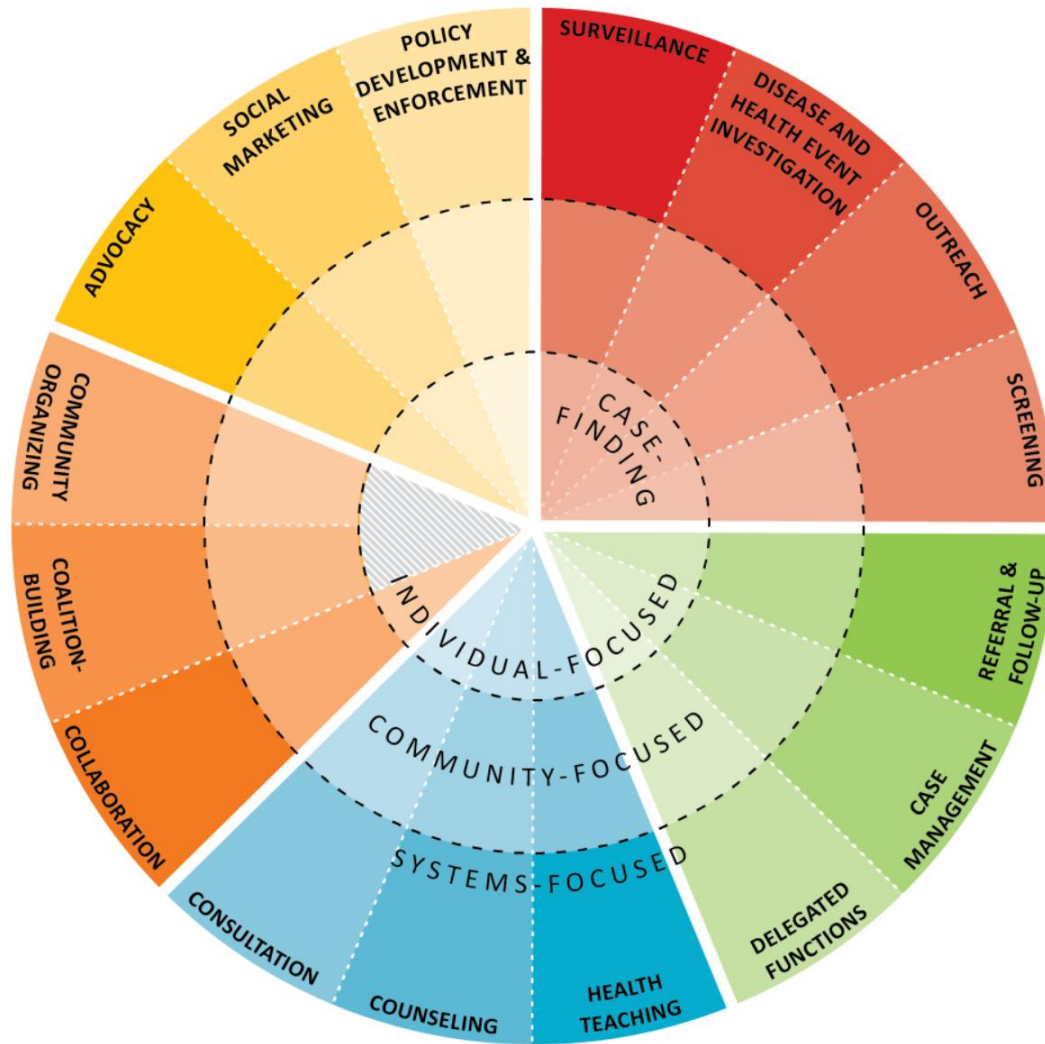 SURVEILLANCE
DISEASE AND
HEALTH EVENT
INVESTIGATION
OUTREACH
SCREENING
REFERRAL &
FOLLOW-UP
CASE
MANAGEMENT
DELEGATED
FUNCTIONS
HEALTH
TEACHING
COUNSELING
CONSULTATION
COLLABORATION
COALITION-
BUILDING
COMMUNITY
ORGANIZING
ADVOCACY
SOCIAL
MARKETING
POLICY
DEVELOPMENT &
ENFORCEMENT
CASE-
FINDING
INDIVIDUAL-FOCUSED
COMMUNITY-FOCUSED
SYSTEMS-FOCUSED